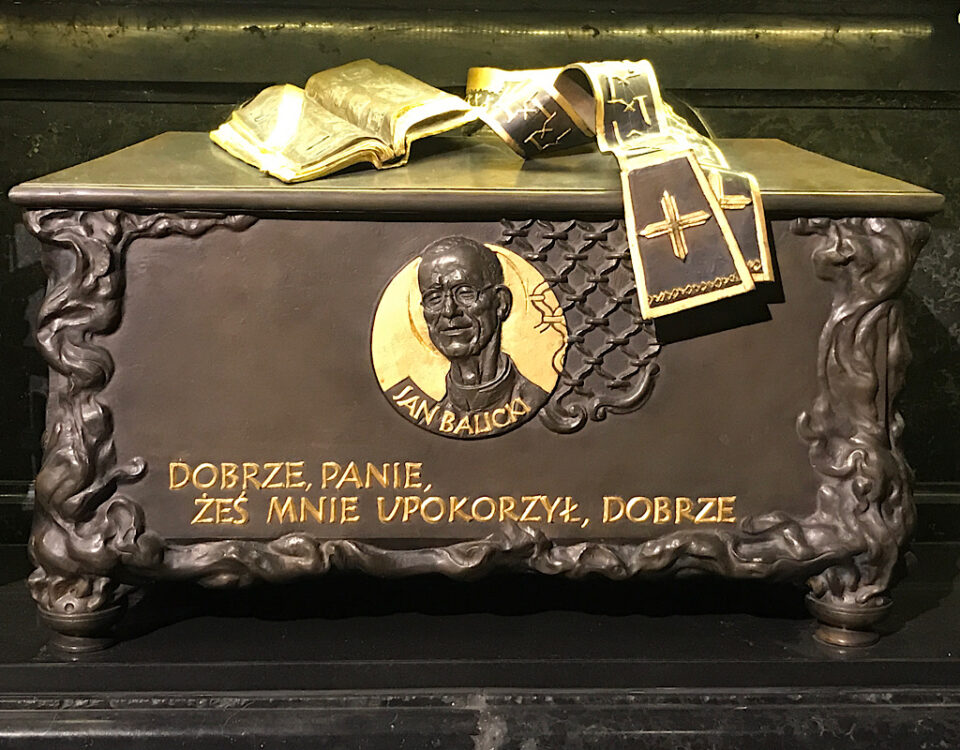 JAN BALICKI
DOBRZE, PANIE,
ŻEŚ MNIE UPOKORZYŁ, DOBRZE